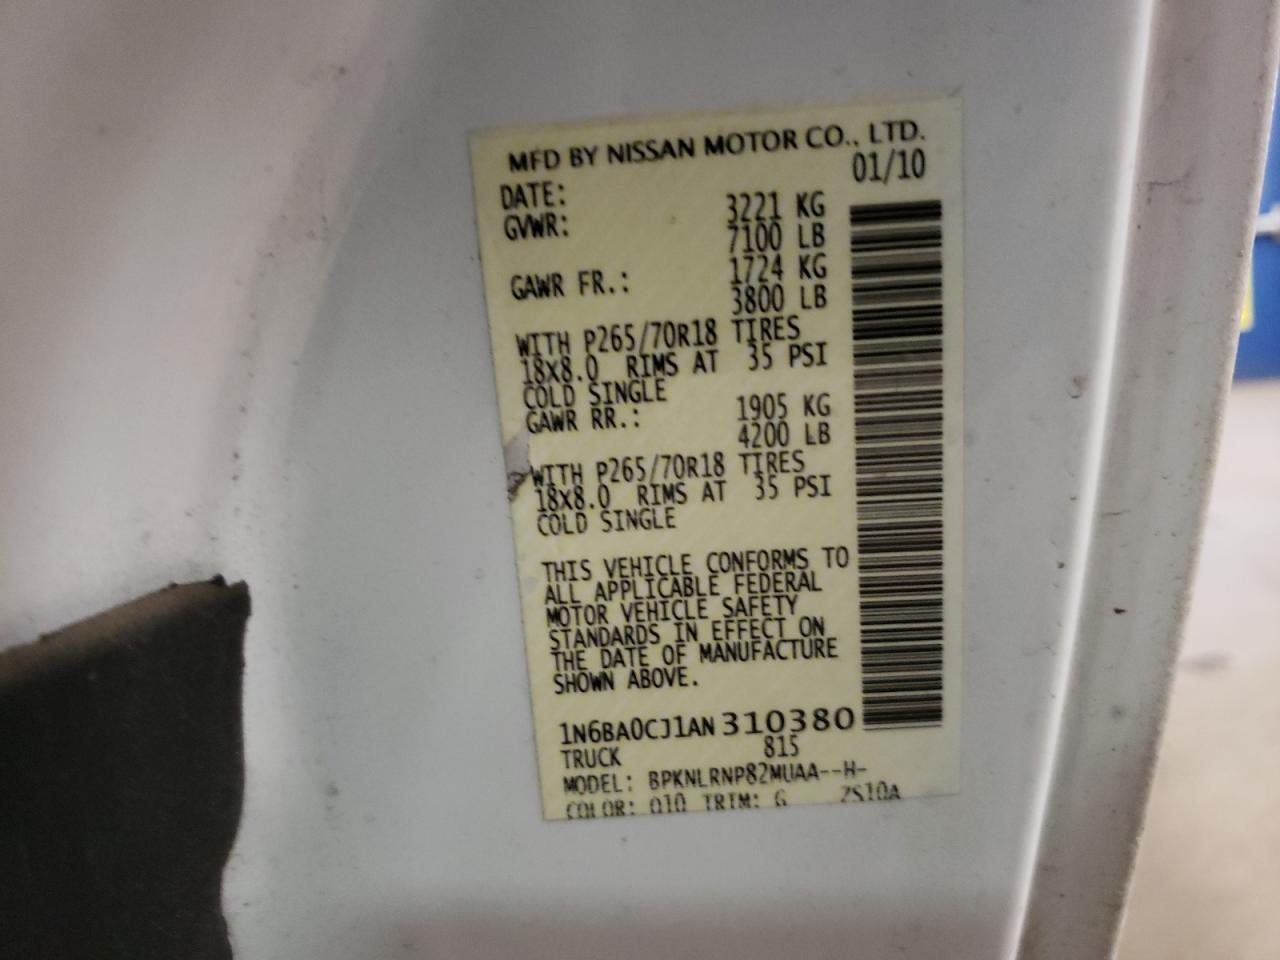 MFD BY NISSAN MOTOR CO., LTD.
DATE: 01/10
GVWR: 3221 KG
7100 LB
GAWR FR.: 1724 KG
3800 LB
WITH P265/70R18 TIRES
18X8.0 RIMS AT 35 PSI
COLD SINGLE
GAWR RR.: 1905 KG
4200 LB
WITH P265/70R18 TIRES
18X8.0 RIMS AT 35 PSI
COLD SINGLE
THIS VEHICLE CONFORMS TO
ALL APPLICABLE FEDERAL
MOTOR VEHICLE SAFETY
STANDARDS IN EFFECT ON
THE DATE OF MANUFACTURE
SHOWN ABOVE.
1N6BA0CJ1AN310380
TRUCK 815
MODEL: BPKNLRNP82MUAA--H-
COLOR: Q10 TRIM: G ZS10A